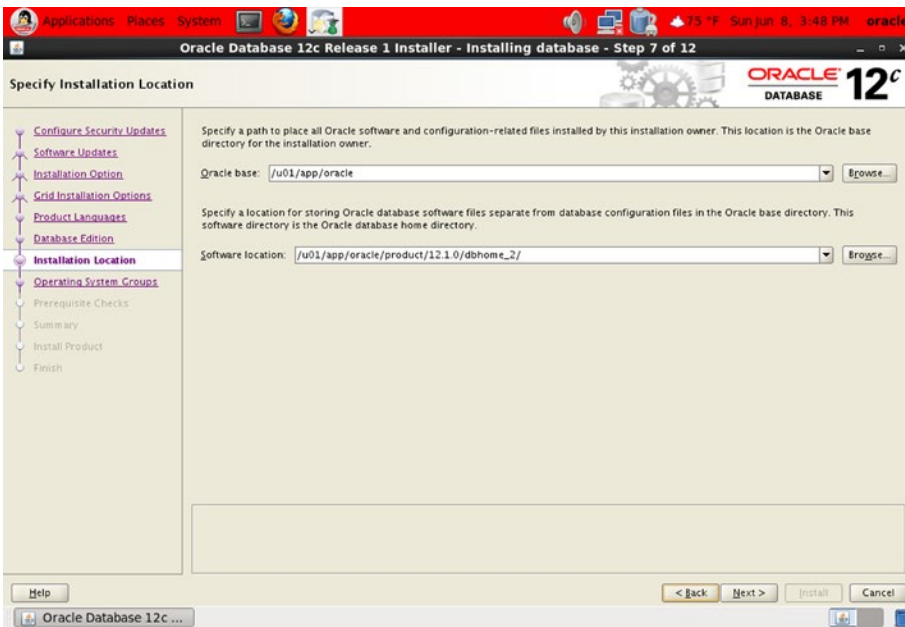 Applications Places System 75 °F Sun Jun 8, 3:48 PM oracle
Oracle Database 12c Release 1 Installer - Installing database - Step 7 of 12
Specify Installation Location
ORACLE
DATABASE
12c
Configure Security Updates
Software Updates
Installation Option
Grid Installation Options
Product Languages
Database Edition
Installation Location
Operating System Groups
Prerequisite Checks
Summary
Install Product
Finish
Specify a path to place all Oracle software and configuration-related files installed by this installation owner. This location is the Oracle base
directory for the installation owner.
Oracle base: /u01/app/oracle Browse...
Specify a location for storing Oracle database software files separate from database configuration files in the Oracle base directory. This
software directory is the Oracle database home directory.
Software location: /u01/app/oracle/product/12.1.0/dbhome_2/ Browse...
Help < Back Next > Install Cancel
Oracle Database 12c ...